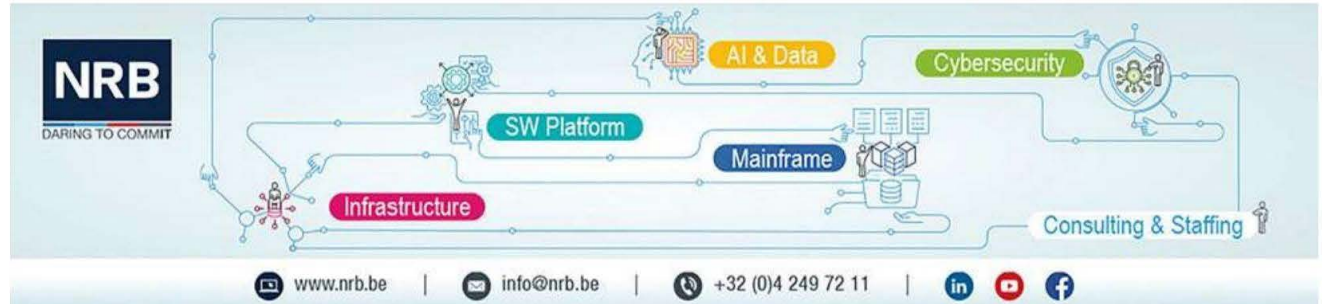 NRB
DARING TO COMMIT
AI & Data
Cybersecurity
SW Platform
Mainframe
Infrastructure
Consulting & Staffing
www.nrb.be | info@nrb.be | +32 (0)4 249 72 11 | in